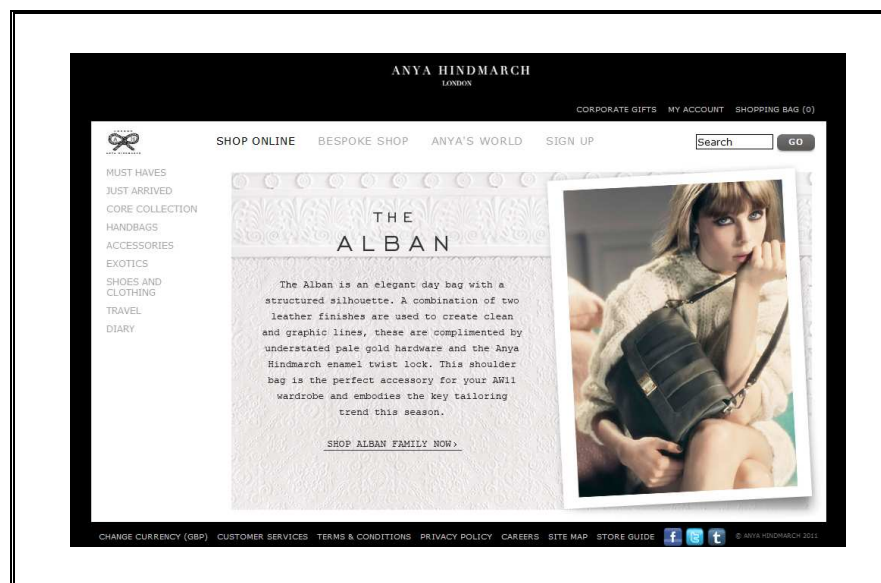 ANYA HINDMARCH
LONDON
CORPORATE GIFTS MY ACCOUNT SHOPPING BAG (0)
SHOP ONLINE BESPOKE SHOP ANYA'S WORLD SIGN UP Search GO
MUST HAVES
JUST ARRIVED
CORE COLLECTION
HANDBAGS
ACCESSORIES
EXOTICS
SHOES AND
CLOTHING
TRAVEL
DIARY
THE
ALBAN
The Alban is an elegant day bag with a
structured silhouette. A combination of two
leather finishes are used to create clean
and graphic lines, these are complimented by
understated pale gold hardware and the Anya
Hindmarch enamel twist lock. This shoulder
bag is the perfect accessory for your AW11
wardrobe and embodies the key tailoring
trend this season.
SHOP ALBAN FAMILY NOW›
CHANGE CURRENCY (GBP) CUSTOMER SERVICES TERMS & CONDITIONS PRIVACY POLICY CAREERS SITE MAP STORE GUIDE f t t © ANYA HINDMARCH 2011